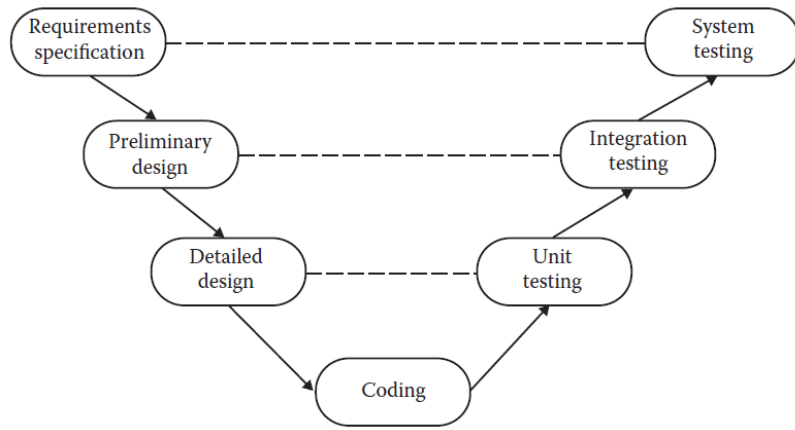 Requirements
specification
System
testing
Preliminary
design
Integration
testing
Detailed
design
Unit
testing
Coding